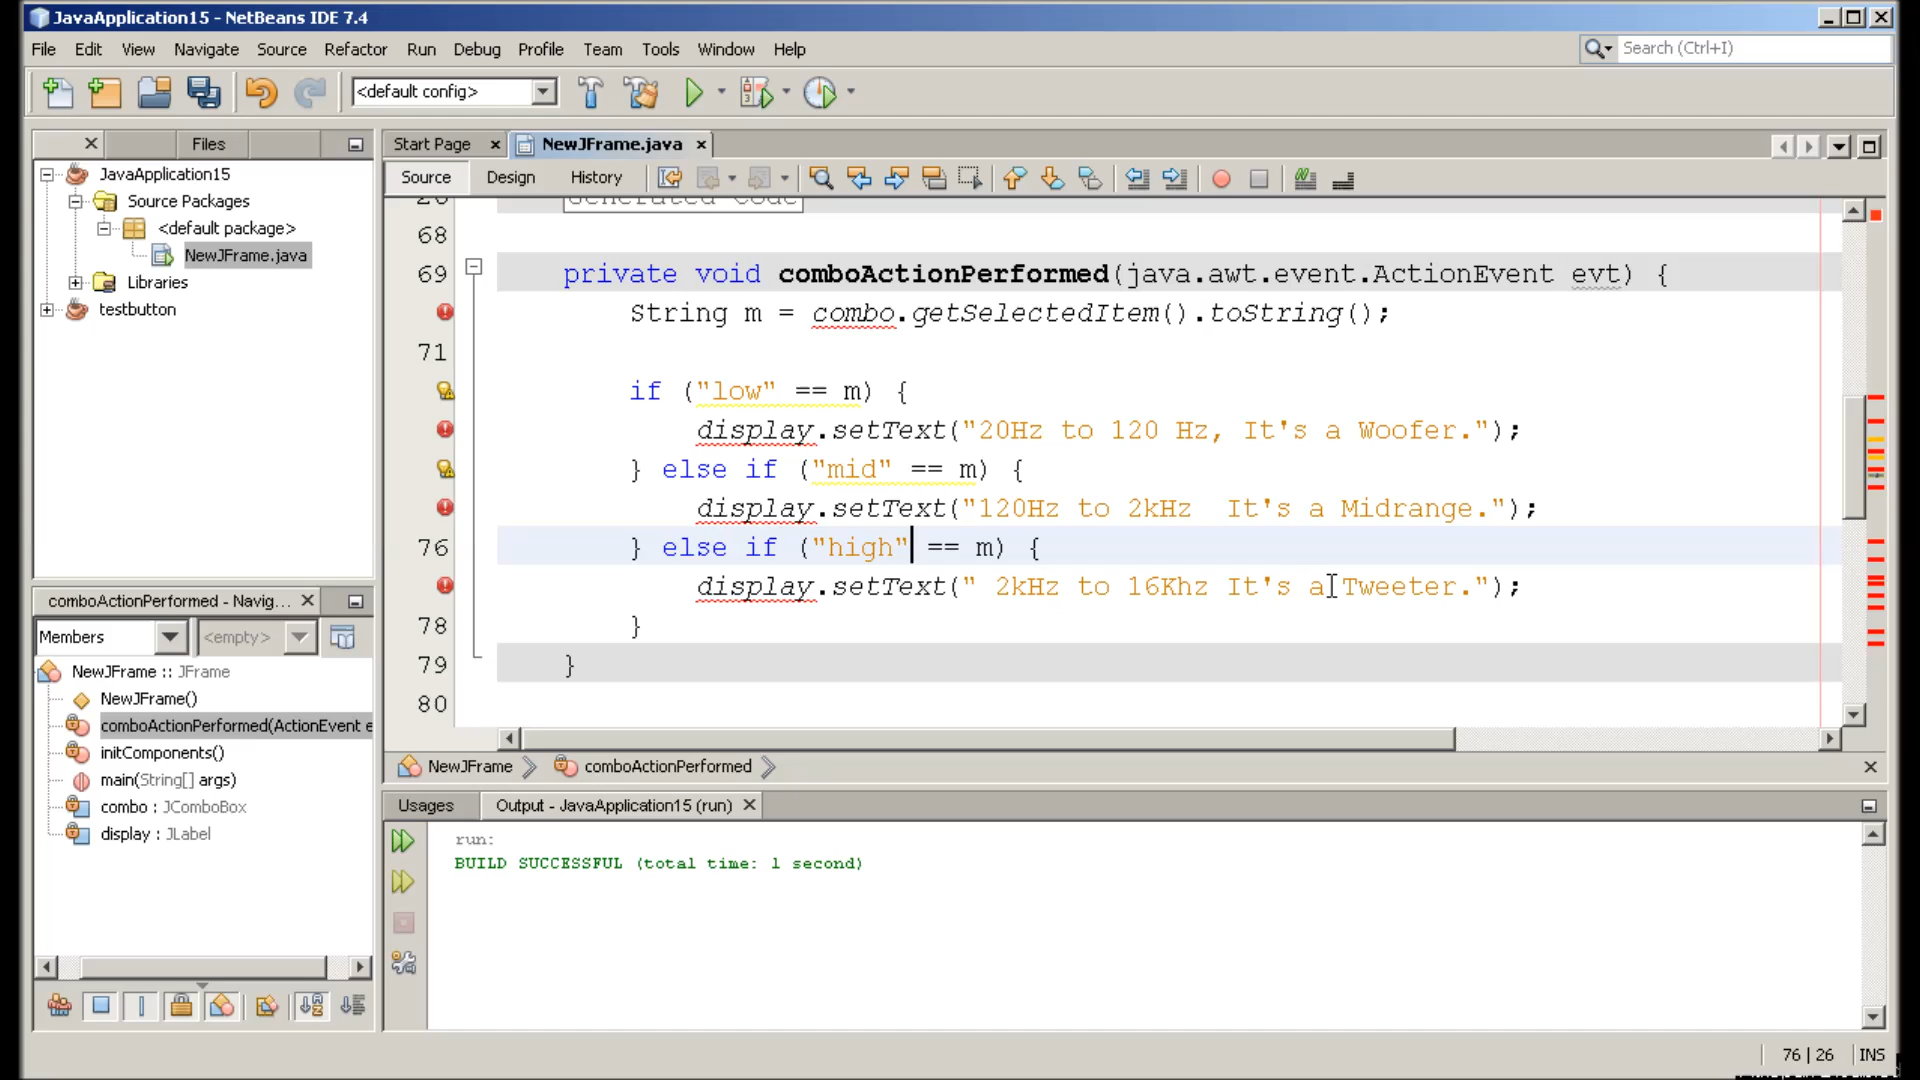 JavaApplication15 - NetBeans IDE 7.4
File Edit View Navigate Source Refactor Run Debug Profile Team Tools Window Help
Search (Ctrl+I)
<default config>
Files
Start Page
NewJFrame.java
JavaApplication15
Source Packages
<default package>
NewJFrame.java
Libraries
testbutton
Source Design History
Generated Code
68
69 private void comboActionPerformed(java.awt.event.ActionEvent evt) {
String m = combo.getSelectedItem().toString();
71
if ("low" == m) {
display.setText("20Hz to 120 Hz, It's a Woofer.");
} else if ("mid" == m) {
display.setText("120Hz to 2kHz  It's a Midrange.");
76 } else if ("high" == m) {
display.setText(" 2kHz to 16Khz It's a Tweeter.");
78 }
79 }
80
comboActionPerformed - Navig...
Members
<empty>
NewJFrame :: JFrame
NewJFrame()
comboActionPerformed(ActionEvent e
initComponents()
main(String[] args)
combo : JComboBox
display : JLabel
NewJFrame comboActionPerformed
Usages
Output - JavaApplication15 (run)
run:
BUILD SUCCESSFUL (total time: 1 second)
76 | 26 INS